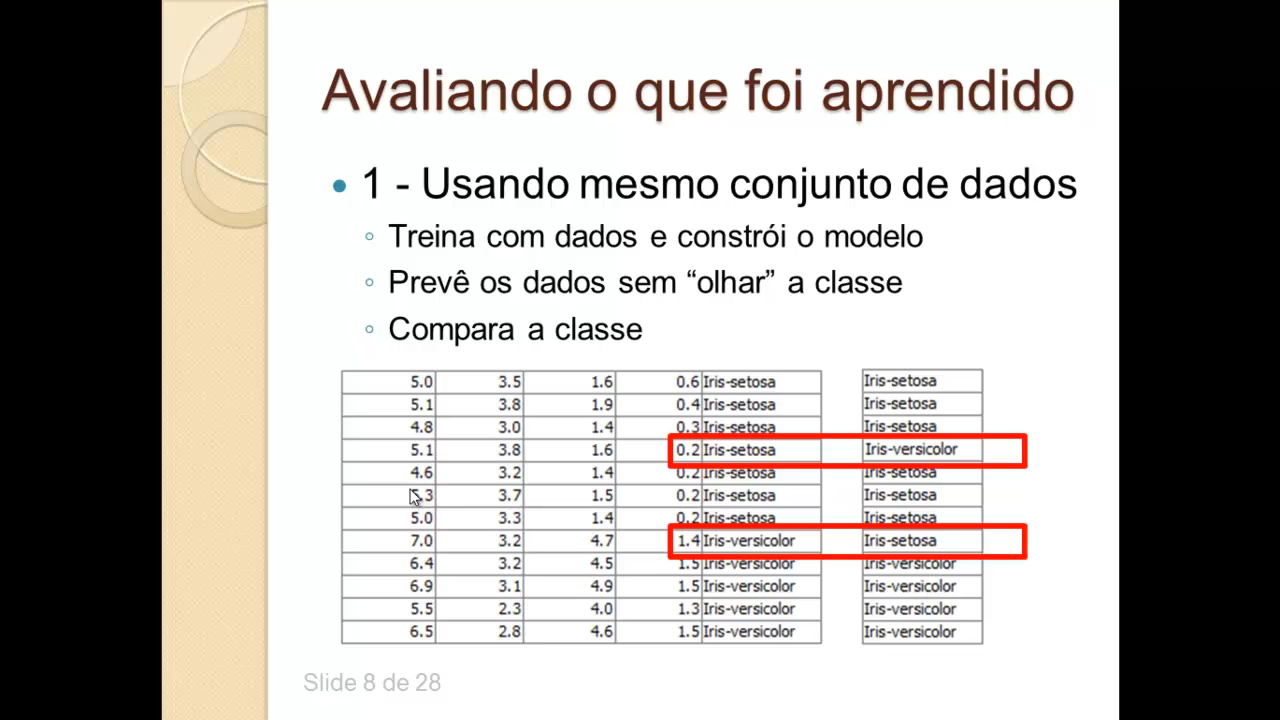 Avaliando o que foi aprendido
1 - Usando mesmo conjunto de dados
Treina com dados e constrói o modelo
Prevê os dados sem “olhar” a classe
Compara a classe
5.0 3.5 1.6 0.6 Iris-setosa Iris-setosa
5.1 3.8 1.9 0.4 Iris-setosa Iris-setosa
4.8 3.0 1.4 0.3 Iris-setosa Iris-setosa
5.1 3.8 1.6 0.2 Iris-setosa Iris-versicolor
4.6 3.2 1.4 0.2 Iris-setosa Iris-setosa
3.7 1.5 0.2 Iris-setosa Iris-setosa
5.0 3.3 1.4 0.2 Iris-setosa Iris-setosa
7.0 3.2 4.7 1.4 Iris-versicolor Iris-setosa
6.4 3.2 4.5 1.5 Iris-versicolor Iris-versicolor
6.9 3.1 4.9 1.5 Iris-versicolor Iris-versicolor
5.5 2.3 4.0 1.3 Iris-versicolor Iris-versicolor
6.5 2.8 4.6 1.5 Iris-versicolor Iris-versicolor
Slide 8 de 28